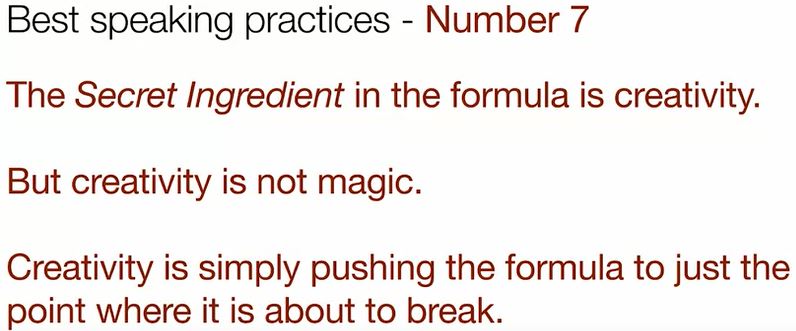 Best speaking practices - Number 7
The Secret Ingredient in the formula is creativity.
But creativity is not magic.
Creativity is simply pushing the formula to just the
point where it is about to break.